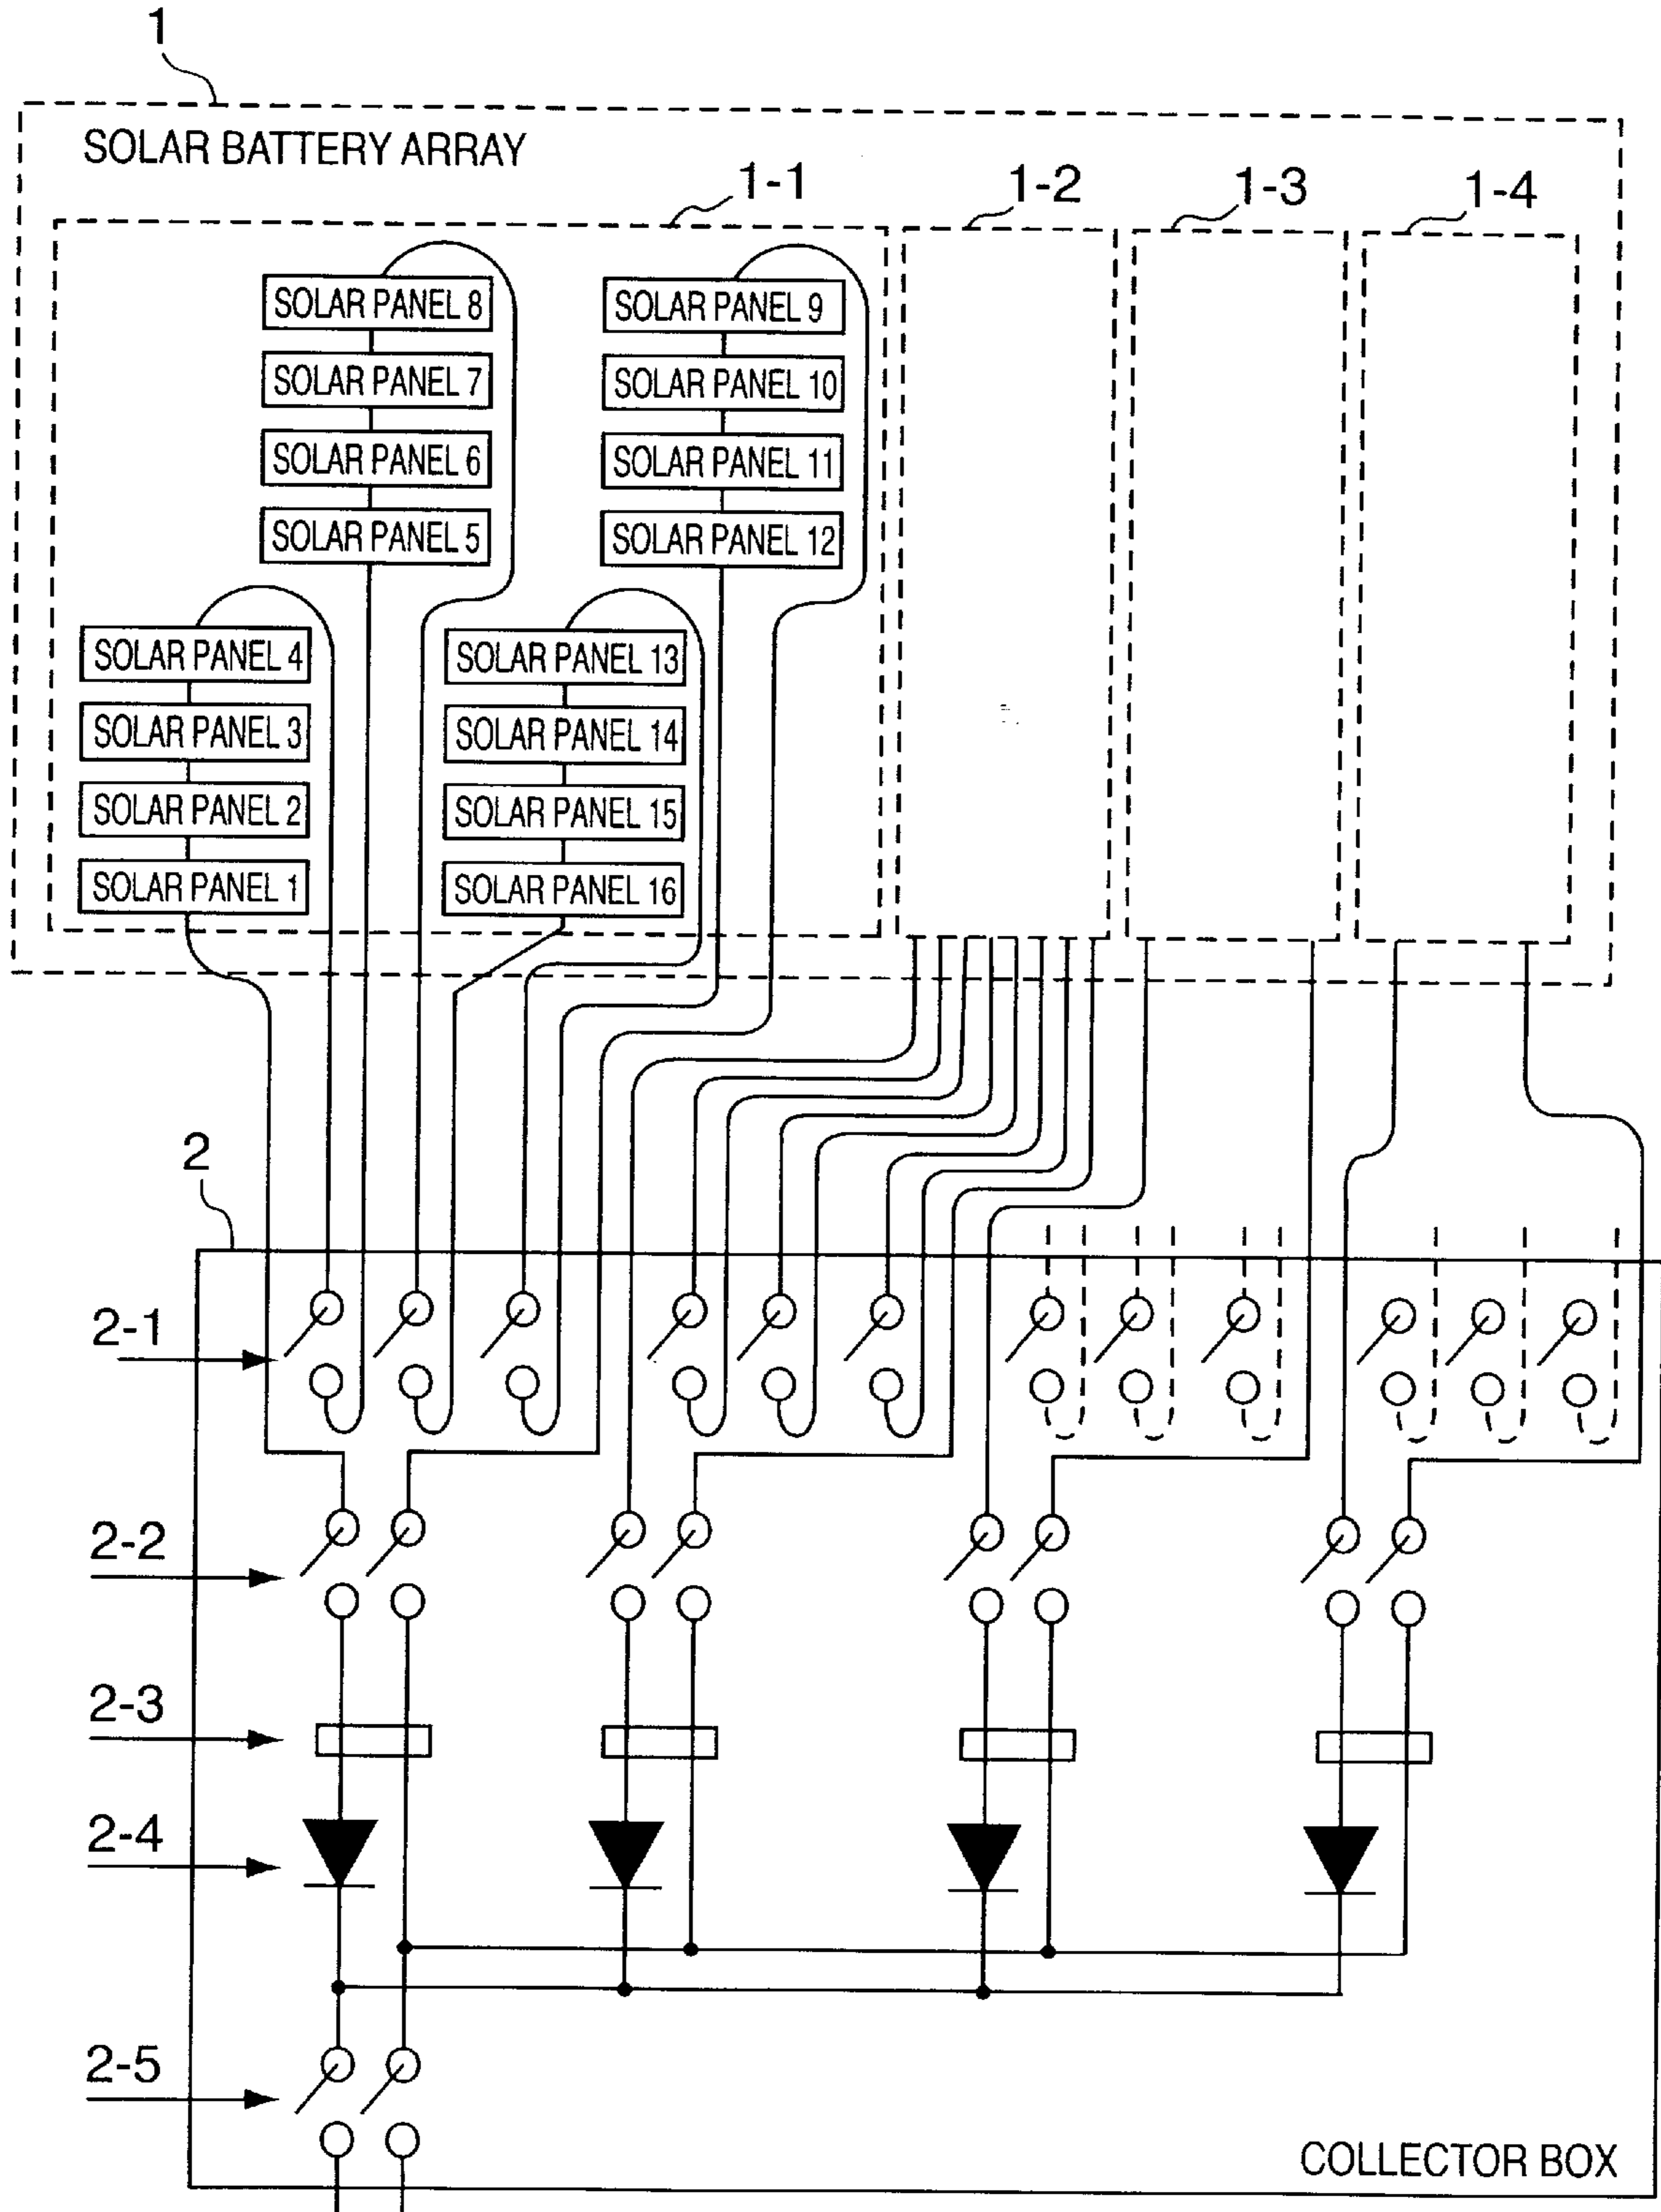 1
SOLAR BATTERY ARRAY
1-1
1-2
1-3
1-4
SOLAR PANEL 8
SOLAR PANEL 7
SOLAR PANEL 6
SOLAR PANEL 5
SOLAR PANEL 9
SOLAR PANEL 10
SOLAR PANEL 11
SOLAR PANEL 12
SOLAR PANEL 4
SOLAR PANEL 3
SOLAR PANEL 2
SOLAR PANEL 1
SOLAR PANEL 13
SOLAR PANEL 14
SOLAR PANEL 15
SOLAR PANEL 16
2
2-1
2-2
2-3
2-4
2-5
COLLECTOR BOX